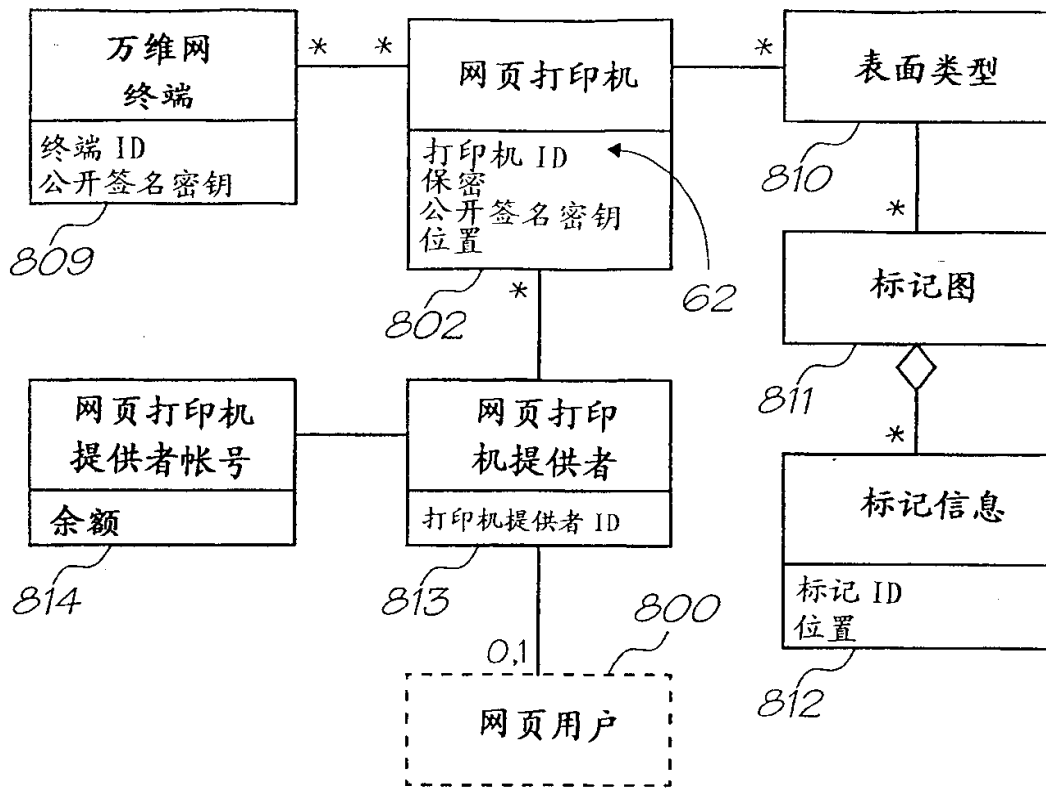 万维网
终端
终端 ID
公开签名密钥
809
*
*
网页打印机
打印机 ID
保密
公开签名密钥
位置
802
62
*
表面类型
810
*
标记图
811
*
标记信息
标记 ID
位置
812
*
网页打印机
提供者帐号
余额
814
网页打印
机提供者
打印机提供者 ID
813
800
0,1
网页用户